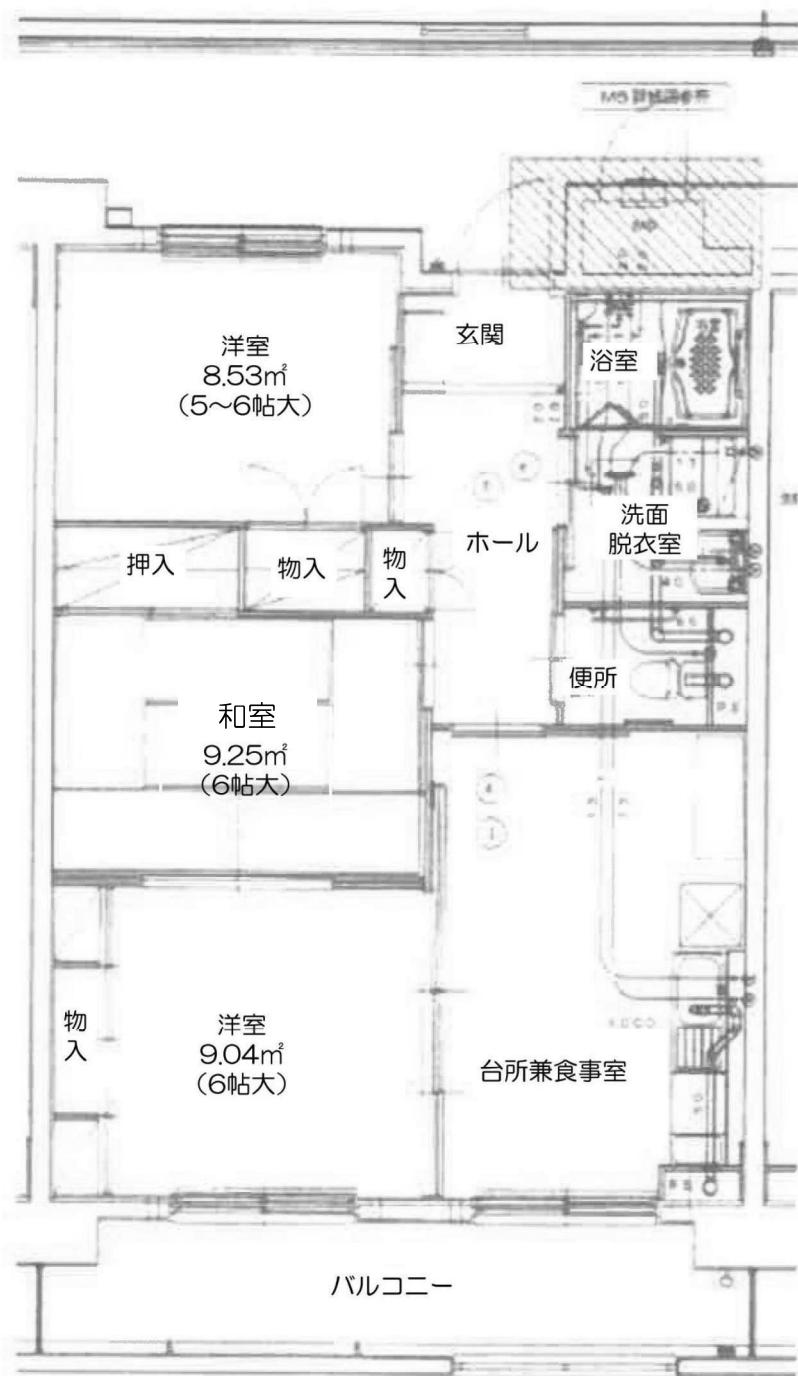 玄関
洋室
8.53㎡
(5〜6帖大)
浴室
洗面
脱衣室
ホール
押入
物入
物
入
便所
和室
9.25㎡
(6帖大)
物
入
洋室
9.04㎡
(6帖大)
台所兼食事室
バルコニー